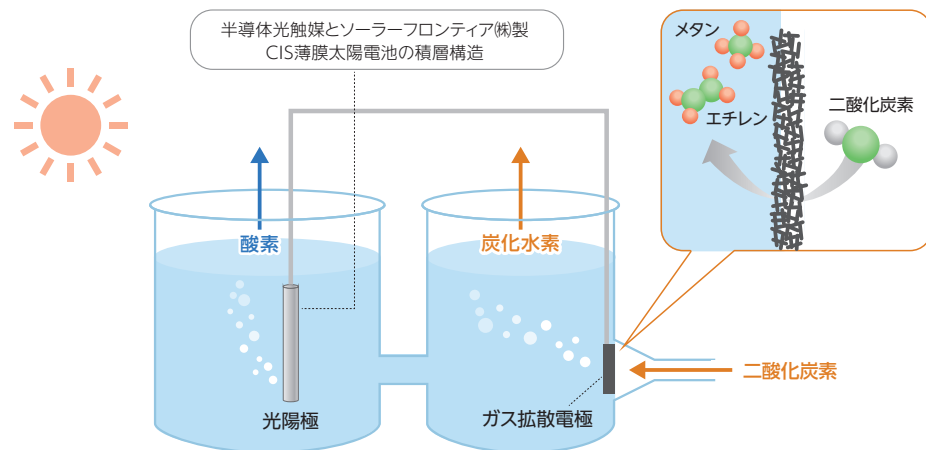 半導体光触媒とソーラーフロンティア㈱製
CIS薄膜太陽電池の積層構造
メタン
エチレン
二酸化炭素
酸素
炭化水素
二酸化炭素
光陽極
ガス拡散電極